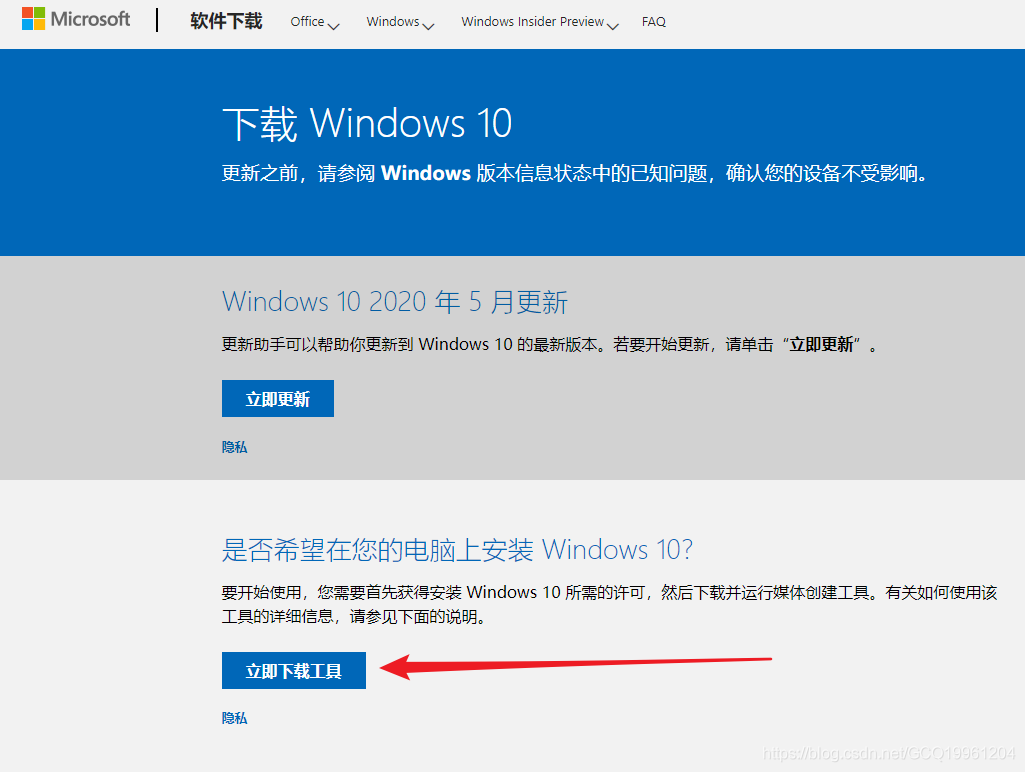 Microsoft 软件下载 Office Windows Windows Insider Preview FAQ
下载 Windows 10
更新之前，请参阅 Windows 版本信息状态中的已知问题，确认您的设备不受影响。
Windows 10 2020 年 5 月更新
更新助手可以帮助你更新到 Windows 10 的最新版本。若要开始更新，请单击“立即更新”。
立即更新
隐私
是否希望在您的电脑上安装 Windows 10?
要开始使用，您需要首先获得安装 Windows 10 所需的许可，然后下载并运行媒体创建工具。有关如何使用该
工具的详细信息，请参见下面的说明。
立即下载工具
隐私
https://blog.csdn.net/GCQ19961204